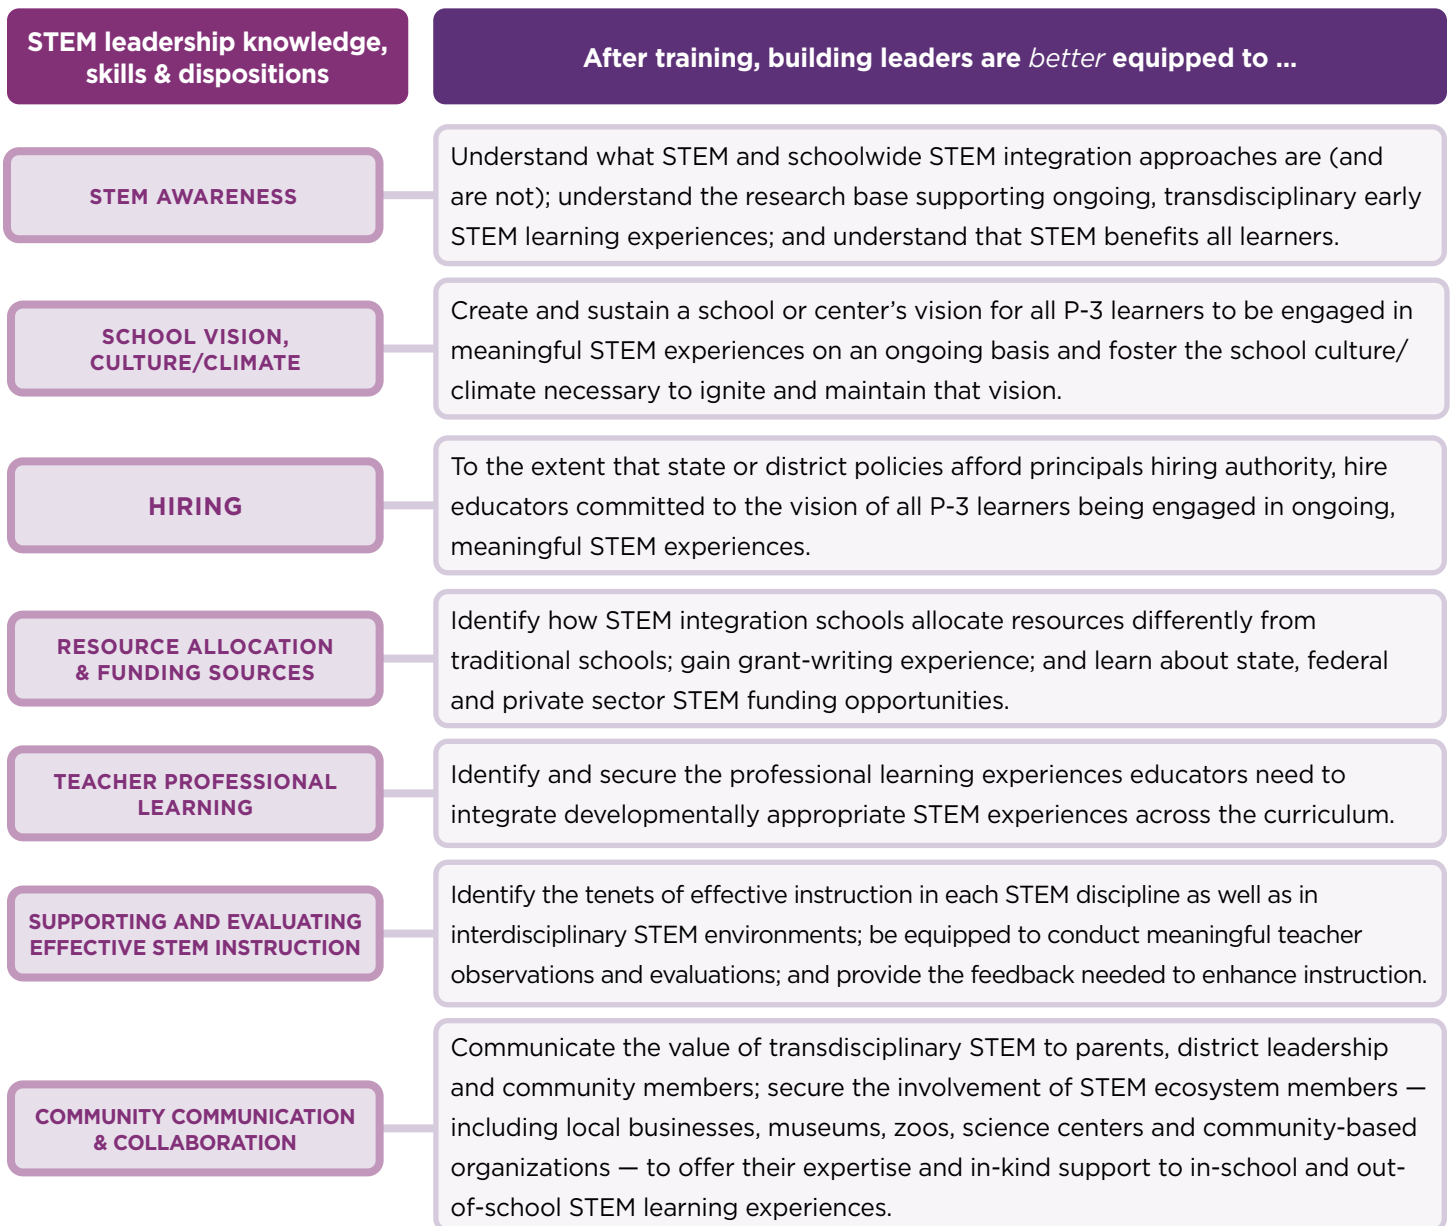 STEM leadership knowledge,
skills & dispositions
After training, building leaders are better equipped to ...
STEM AWARENESS
Understand what STEM and schoolwide STEM integration approaches are (and
are not); understand the research base supporting ongoing, transdisciplinary early
STEM learning experiences; and understand that STEM benefits all learners.
SCHOOL VISION,
CULTURE/CLIMATE
Create and sustain a school or center’s vision for all P-3 learners to be engaged in
meaningful STEM experiences on an ongoing basis and foster the school culture/
climate necessary to ignite and maintain that vision.
HIRING
To the extent that state or district policies afford principals hiring authority, hire
educators committed to the vision of all P-3 learners being engaged in ongoing,
meaningful STEM experiences.
RESOURCE ALLOCATION
& FUNDING SOURCES
Identify how STEM integration schools allocate resources differently from
traditional schools; gain grant-writing experience; and learn about state, federal
and private sector STEM funding opportunities.
TEACHER PROFESSIONAL
LEARNING
Identify and secure the professional learning experiences educators need to
integrate developmentally appropriate STEM experiences across the curriculum.
SUPPORTING AND EVALUATING
EFFECTIVE STEM INSTRUCTION
Identify the tenets of effective instruction in each STEM discipline as well as in
interdisciplinary STEM environments; be equipped to conduct meaningful teacher
observations and evaluations; and provide the feedback needed to enhance instruction.
COMMUNITY COMMUNICATION
& COLLABORATION
Communicate the value of transdisciplinary STEM to parents, district leadership
and community members; secure the involvement of STEM ecosystem members —
including local businesses, museums, zoos, science centers and community-based
organizations — to offer their expertise and in-kind support to in-school and out-
of-school STEM learning experiences.